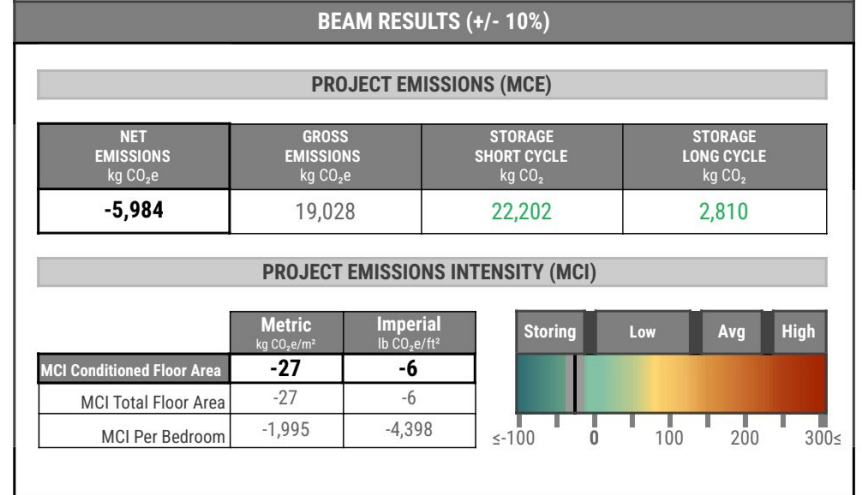 BEAM RESULTS (+/- 10%)
PROJECT EMISSIONS (MCE)
NET EMISSIONS kg CO₂e
GROSS EMISSIONS kg CO₂e
STORAGE SHORT CYCLE kg CO₂
STORAGE LONG CYCLE kg CO₂
-5,984 19,028 22,202 2,810
PROJECT EMISSIONS INTENSITY (MCI)
Metric kg CO₂e/m²
Imperial lb CO₂e/ft²
MCI Conditioned Floor Area -27 -6
MCI Total Floor Area -27 -6
MCI Per Bedroom -1,995 -4,398
Storing Low Avg High
≤-100 0 100 200 300≤